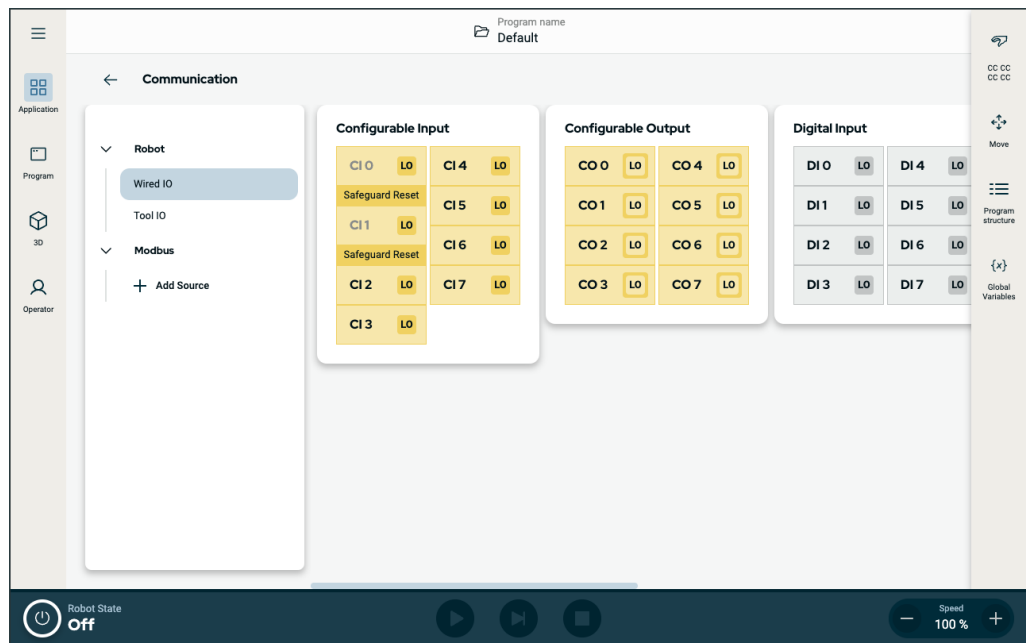 Program name
Default
Application
Program
3D
Operator
Communication
Robot
Wired IO
Tool IO
Modbus
Add Source
Configurable Input
CI 0 LO CI 4 LO
Safeguard Reset
CI 5 LO
CI 1 LO
CI 6 LO
Safeguard Reset
CI 2 LO CI 7 LO
CI 3 LO
Configurable Output
CO 0 LO CO 4 LO
CO 1 LO CO 5 LO
CO 2 LO CO 6 LO
CO 3 LO CO 7 LO
Digital Input
DI 0 LO DI 4 LO
DI 1 LO DI 5 LO
DI 2 LO DI 6 LO
DI 3 LO DI 7 LO
CC CC
CC CC
Move
Program
structure
{x}
Global
Variables
Robot State
Off
Speed
100 %